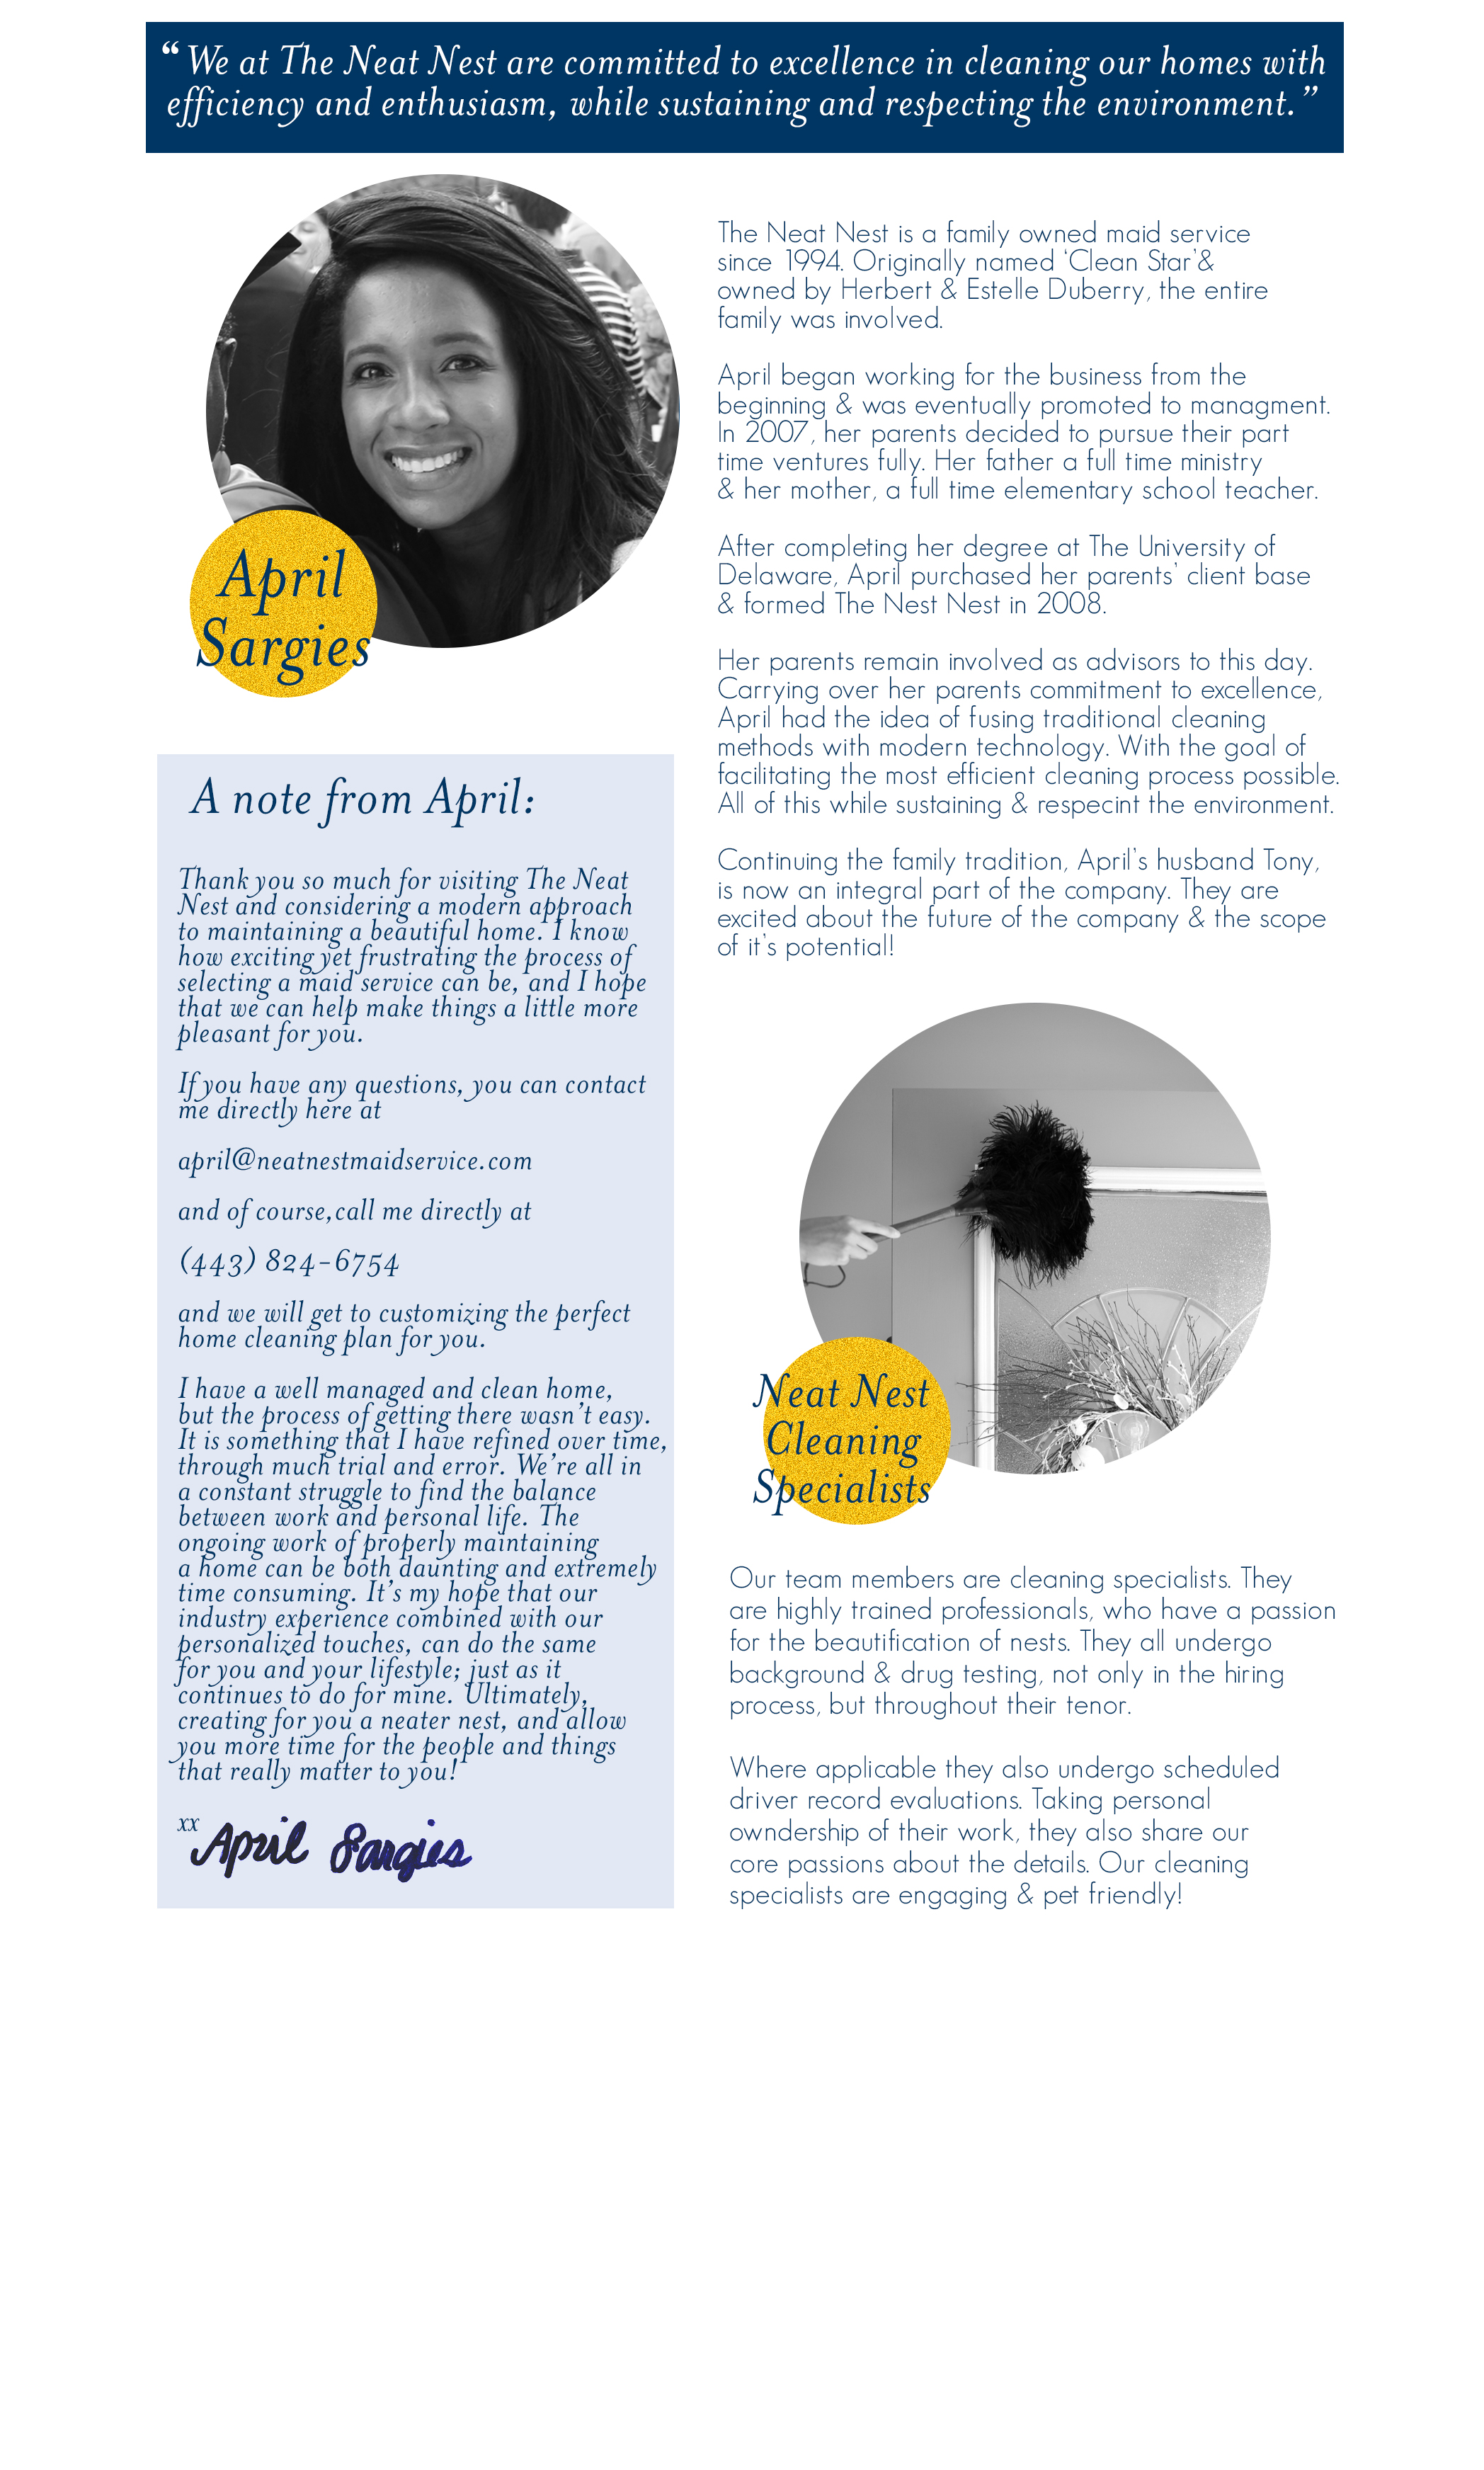 “ We at The Neat Nest are committed to excellence in cleaning our homes with
efficiency and enthusiasm, while sustaining and respecting the environment.”
April
Sargies
The Neat Nest is a family owned maid service
since 1994. Originally named ‘Clean Star’&
owned by Herbert & Estelle Duberry, the entire
family was involved.
April began working for the business from the
beginning & was eventually promoted to managment.
In 2007, her parents decided to pursue their part
time ventures fully. Her father a full time ministry
& her mother, a full time elementary school teacher.
After completing her degree at The University of
Delaware, April purchased her parents’ client base
& formed The Nest Nest in 2008.
Her parents remain involved as advisors to this day.
Carrying over her parents commitment to excellence,
April had the idea of fusing traditional cleaning
methods with modern technology. With the goal of
facilitating the most efficient cleaning process possible.
All of this while sustaining & respecint the environment.
Continuing the family tradition, April’s husband Tony,
is now an integral part of the company. They are
excited about the future of the company & the scope
of it’s potential!
A note from April:
Thank you so much for visiting The Neat
Nest and considering a modern approach
to maintaining a beautiful home. I know
how exciting yet frustrating the process of
selecting a maid service can be, and I hope
that we can help make things a little more
pleasant for you.
If you have any questions, you can contact
me directly here at
april@neatnestmaidservice.com
and of course,call me directly at
(443) 824-6754
and we will get to customizing the perfect
home cleaning plan for you.
I have a well managed and clean home,
but the process of getting there wasn’t easy.
It is something that I have refined over time,
through much trial and error. We’re all in
a constant struggle to find the balance
between work and personal life. The
ongoing work of properly maintaining
a home can be both daunting and extremely
time consuming. It’s my hope that our
industry experience combined with our
personalized touches, can do the same
for you and your lifestyle; just as it
continues to do for mine. Ultimately,
creating for you a neater nest, and allow
you more time for the people and things
that really matter to you!
xx
April Sargies
Neat Nest
Cleaning
Specialists
Our team members are cleaning specialists. They
are highly trained professionals, who have a passion
for the beautification of nests. They all undergo
background & drug testing, not only in the hiring
process, but throughout their tenor.
Where applicable they also undergo scheduled
driver record evaluations. Taking personal
owndership of their work, they also share our
core passions about the details. Our cleaning
specialists are engaging & pet friendly!